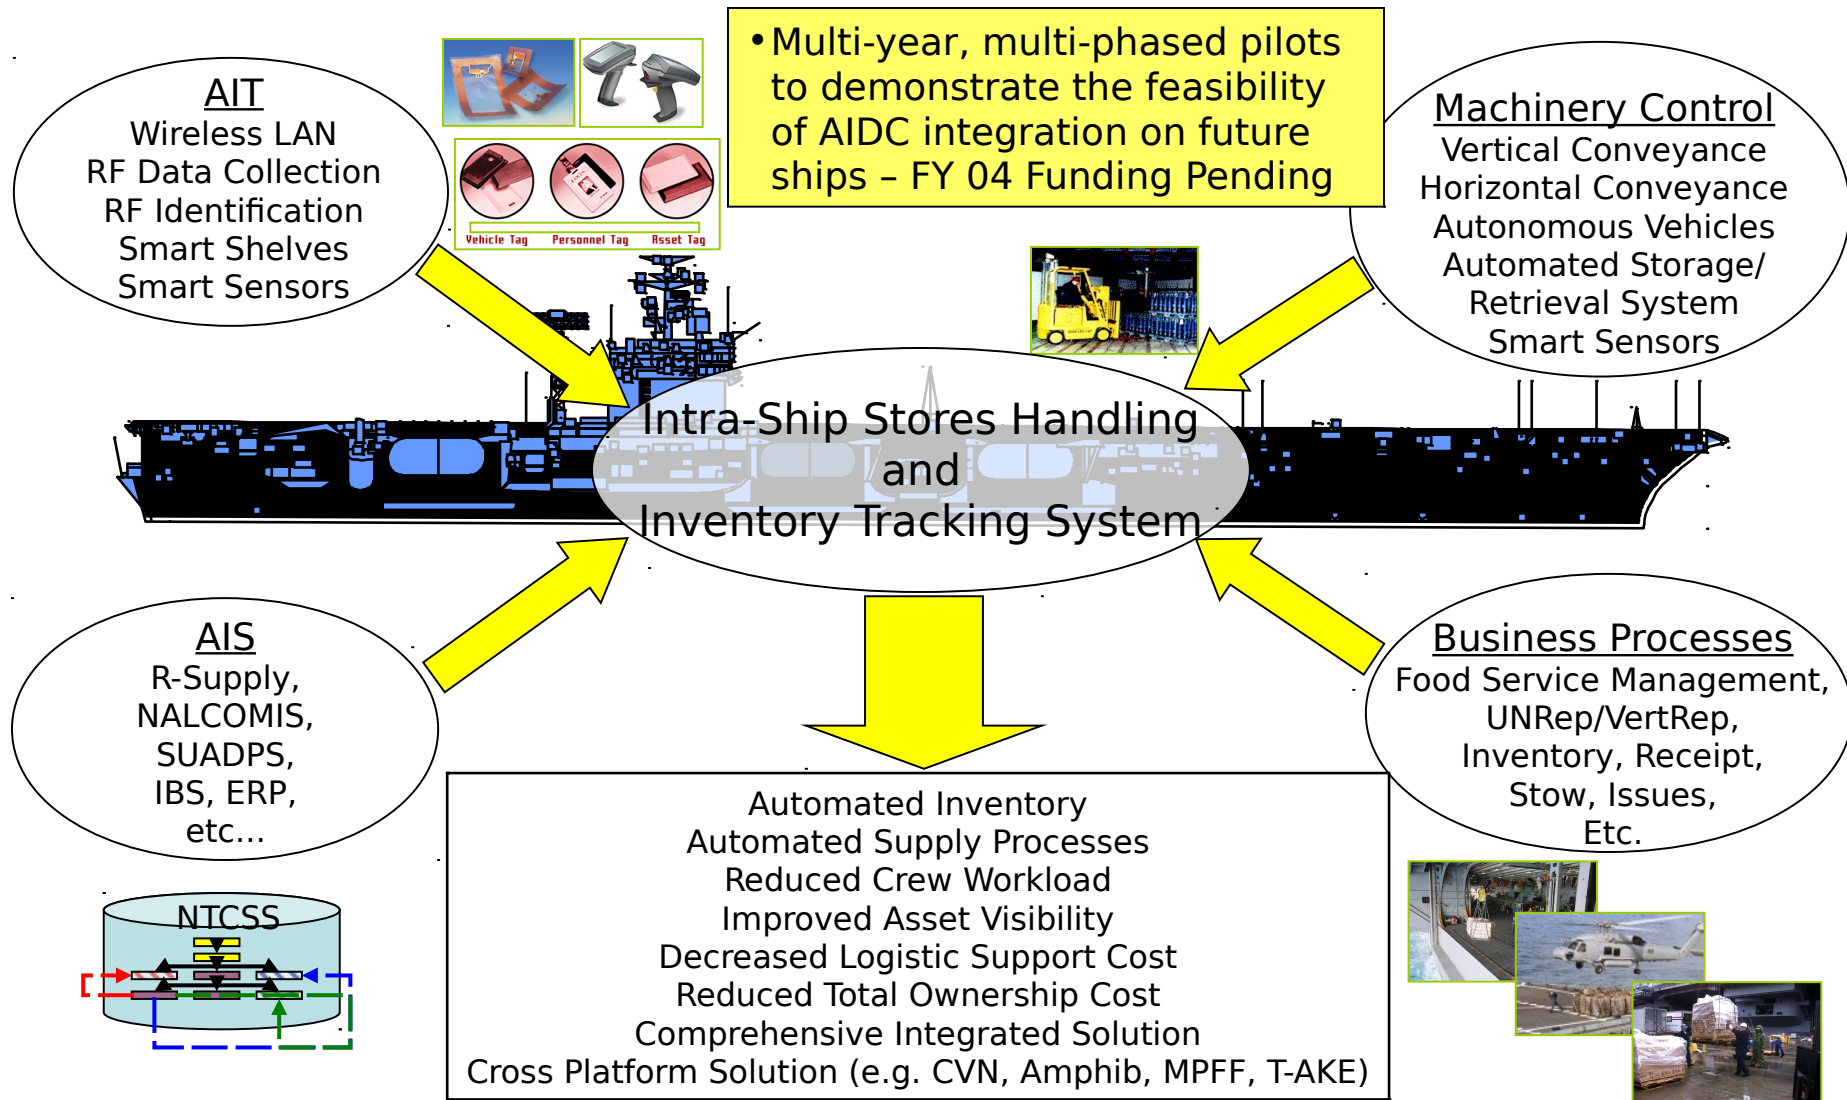 • Multi-year, multi-phased pilots
to demonstrate the feasibility
of AIDC integration on future
ships – FY 04 Funding Pending
AIT
Wireless LAN
RF Data Collection
RF Identification
Smart Shelves
Smart Sensors
Vehicle Tag Personnel Tag Asset Tag
Machinery Control
Vertical Conveyance
Horizontal Conveyance
Autonomous Vehicles
Automated Storage/
Retrieval System
Smart Sensors
Intra-Ship Stores Handling
and
Inventory Tracking System
AIS
R-Supply,
NALCOMIS,
SUADPS,
IBS, ERP,
etc...
Business Processes
Food Service Management,
UNRep/VertRep,
Inventory, Receipt,
Stow, Issues,
Etc.
NTCSS
Automated Inventory
Automated Supply Processes
Reduced Crew Workload
Improved Asset Visibility
Decreased Logistic Support Cost
Reduced Total Ownership Cost
Comprehensive Integrated Solution
Cross Platform Solution (e.g. CVN, Amphib, MPFF, T-AKE)